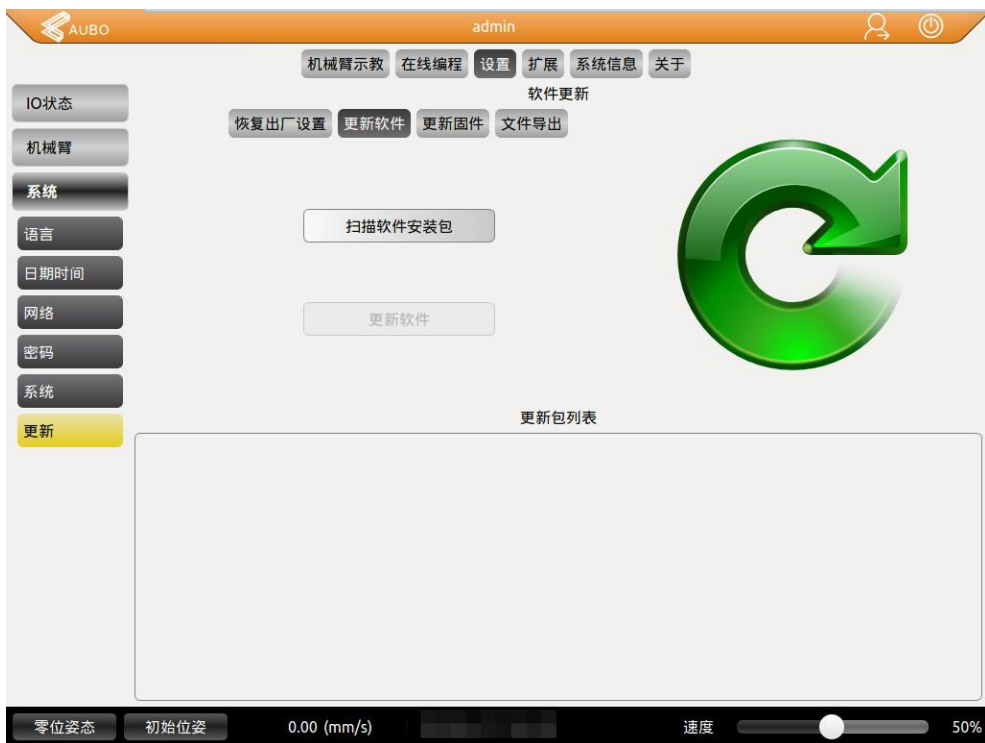 AUBO admin
机械臂示教 在线编程 设置 扩展 系统信息 关于
软件更新
恢复出厂设置 更新软件 更新固件 文件导出
IO状态
机械臂
系统
语言
日期时间
网络
密码
系统
更新
扫描软件安装包
更新软件
更新包列表
零位姿态 初始位姿 0.00 (mm/s) 速度 50%